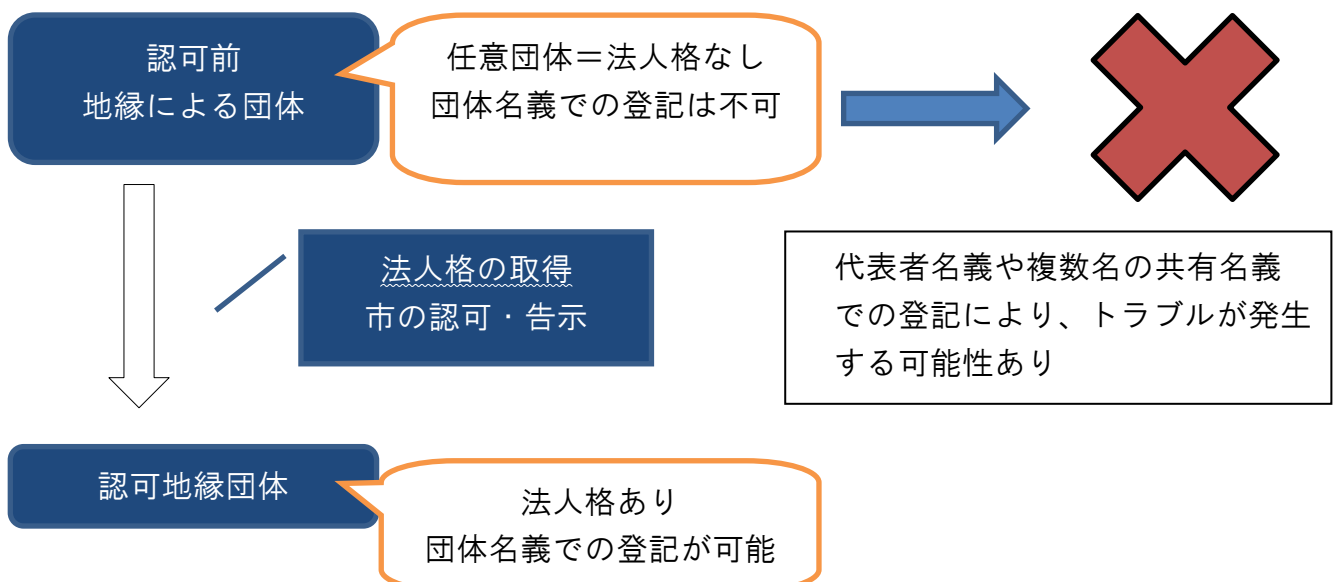 認可前
地縁による団体
任意団体＝法人格なし
団体名義での登記は不可
法人格の取得
市の認可・告示
代表者名義や複数名の共有名義
での登記により、トラブルが発生
する可能性あり
認可地縁団体
法人格あり
団体名義での登記が可能